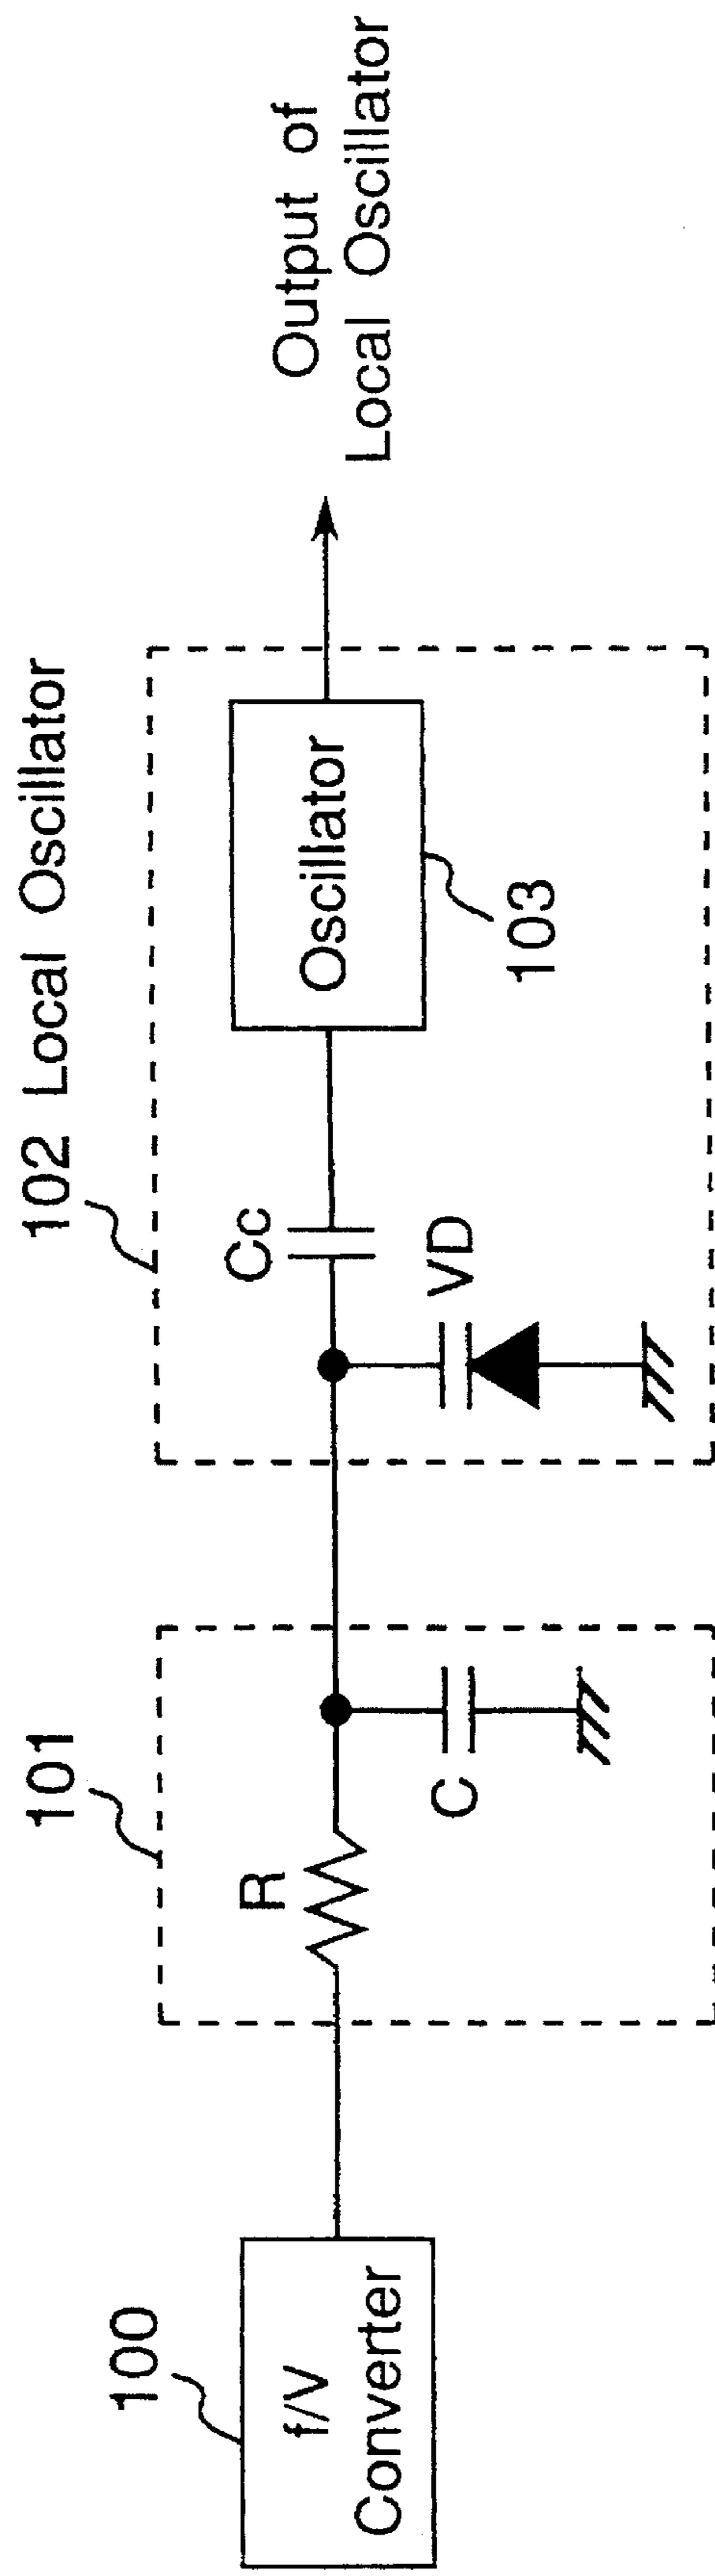 100
f/V
Converter
101
R
C
102 Local Oscillator
Cc
VD
Oscillator
103
Output of
Local Oscillator